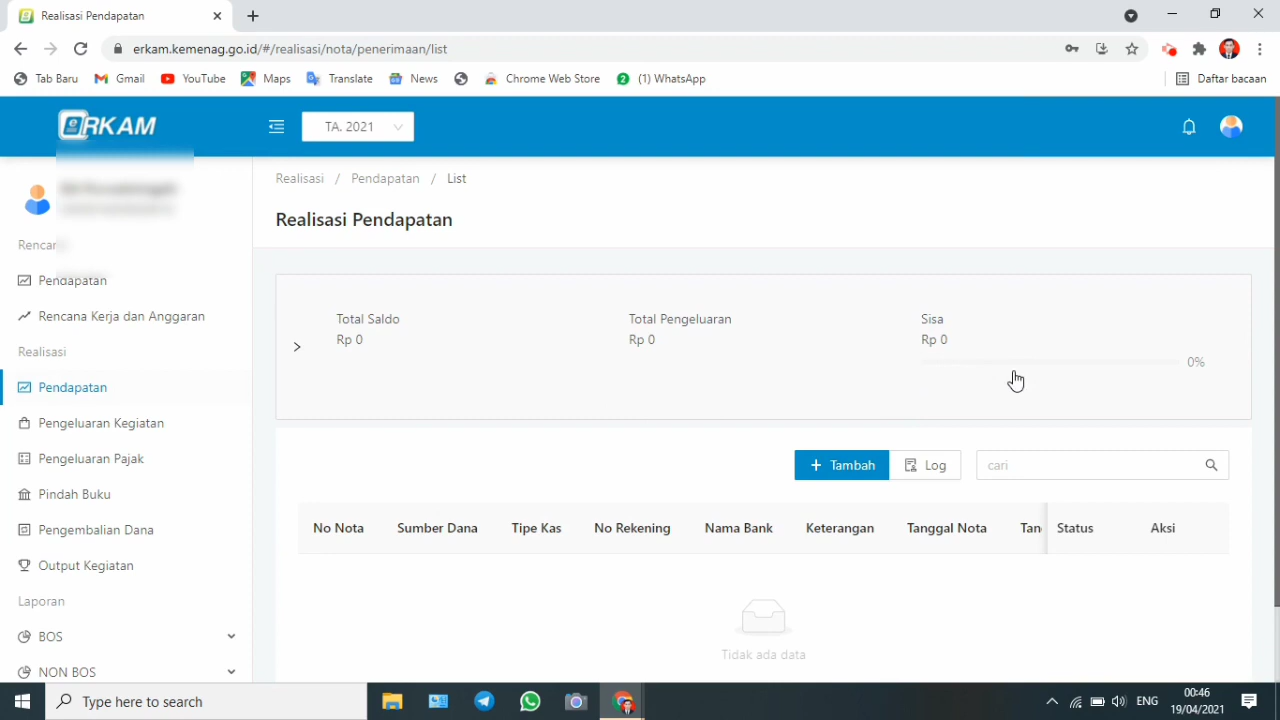 Realisasi Pendapatan
erkam.kemenag.go.id/#/realisasi/nota/penerimaan/list
Tab Baru Gmail YouTube Maps Translate News Chrome Web Store (1) WhatsApp Daftar bacaan
eRKAM TA. 2021
Realisasi / Pendapatan / List
Realisasi Pendapatan
Pendapatan
Rencana Kerja dan Anggaran
Realisasi
Pendapatan
Pengeluaran Kegiatan
Pengeluaran Pajak
Pindah Buku
Pengembalian Dana
Output Kegiatan
Laporan
BOS
NON BOS
Total Saldo Total Pengeluaran Sisa
Rp 0 Rp 0 Rp 0
0%
+ Tambah Log cari
No Nota Sumber Dana Tipe Kas No Rekening Nama Bank Keterangan Tanggal Nota Tan Status Aksi
Tidak ada data
Type here to search
ENG
00:46
19/04/2021